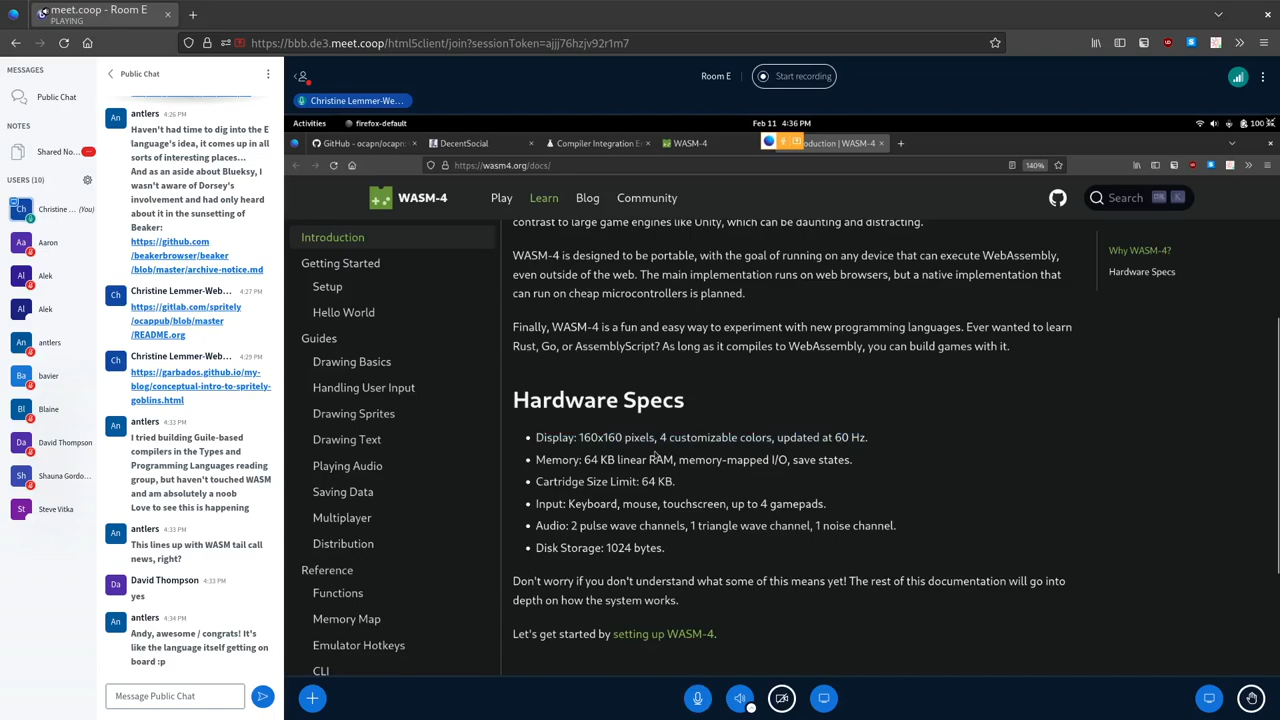 meet.coop - Room E
PLAYING
https://bbb.de3.meet.coop/html5client/join?sessionToken=ajjj76hzjv92r1m7
MESSAGES
Public Chat
NOTES
Shared No...
USERS (10)
Ch Christine ... (You)
Aa Aaron
Al Alek
Al Alek
An antlers
Ba bavier
Bl Blaine
Da David Thompson
Sh Shauna Gordo...
St Steve Vitka
Public Chat
An antlers 4:26 PM
Haven't had time to dig into the E
language's idea, it comes up in all
sorts of interesting places...
And as an aside about Blueksy, I
wasn't aware of Dorsey's
involvement and had only heard
about it in the sunsetting of
Beaker:
https://github.com
/beakerbrowser/beaker
/blob/master/archive-notice.md
Ch Christine Lemmer-Web... 4:27 PM
https://gitlab.com/spritely
/ocappub/blob/master
/README.org
Ch Christine Lemmer-Web... 4:29 PM
https://garbados.github.io/my-
blog/conceptual-intro-to-spritely-
goblins.html
An antlers 4:33 PM
I tried building Guile-based
compilers in the Types and
Programming Languages reading
group, but haven't touched WASM
and am absolutely a noob
Love to see this is happening
An antlers 4:33 PM
This lines up with WASM tail call
news, right?
Da David Thompson 4:33 PM
yes
An antlers 4:34 PM
Andy, awesome / congrats! It's
like the language itself getting on
board :p
Message Public Chat
Room E
Start recording
Christine Lemmer-We...
Activities
firefox-default
Feb 11 4:36 PM
100
GitHub - ocapn/ocapn:
DecentSocial
Compiler Integration E
WASM-4
oduction | WASM-4
https://wasm4.org/docs/
140%
WASM-4
Play
Learn
Blog
Community
Search
K
Introduction
Getting Started
Setup
Hello World
Guides
Drawing Basics
Handling User Input
Drawing Sprites
Drawing Text
Playing Audio
Saving Data
Multiplayer
Distribution
Reference
Functions
Memory Map
Emulator Hotkeys
CLI
contrast to large game engines like Unity, which can be daunting and distracting.
WASM-4 is designed to be portable, with the goal of running on any device that can execute WebAssembly,
even outside of the web. The main implementation runs on web browsers, but a native implementation that
can run on cheap microcontrollers is planned.
Finally, WASM-4 is a fun and easy way to experiment with new programming languages. Ever wanted to learn
Rust, Go, or AssemblyScript? As long as it compiles to WebAssembly, you can build games with it.
Hardware Specs
• Display: 160x160 pixels, 4 customizable colors, updated at 60 Hz.
• Memory: 64 KB linear RAM, memory-mapped I/O, save states.
• Cartridge Size Limit: 64 KB.
• Input: Keyboard, mouse, touchscreen, up to 4 gamepads.
• Audio: 2 pulse wave channels, 1 triangle wave channel, 1 noise channel.
• Disk Storage: 1024 bytes.
Don't worry if you don't understand what some of this means yet! The rest of this documentation will go into
depth on how the system works.
Let's get started by setting up WASM-4.
Why WASM-4?
Hardware Specs